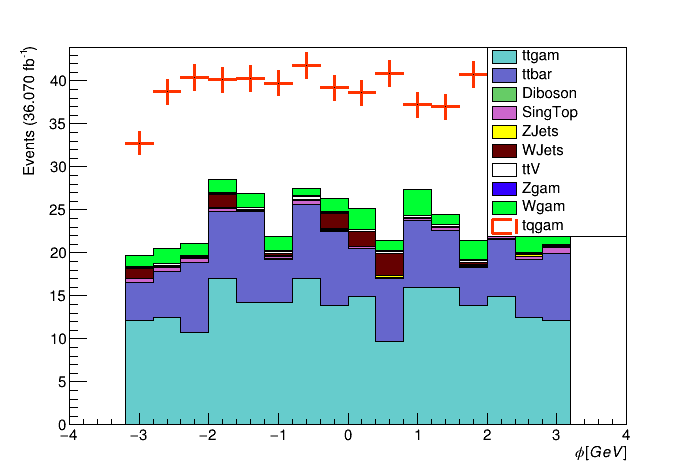 Events (36.070 fb⁻¹)
40
35
30
25
20
15
10
5
0
ttgam
ttbar
Diboson
SingTop
ZJets
WJets
ttV
Zgam
Wgam
tqgam
−4 −3 −2 −1 0 1 2 3 4
ϕ[GeV]